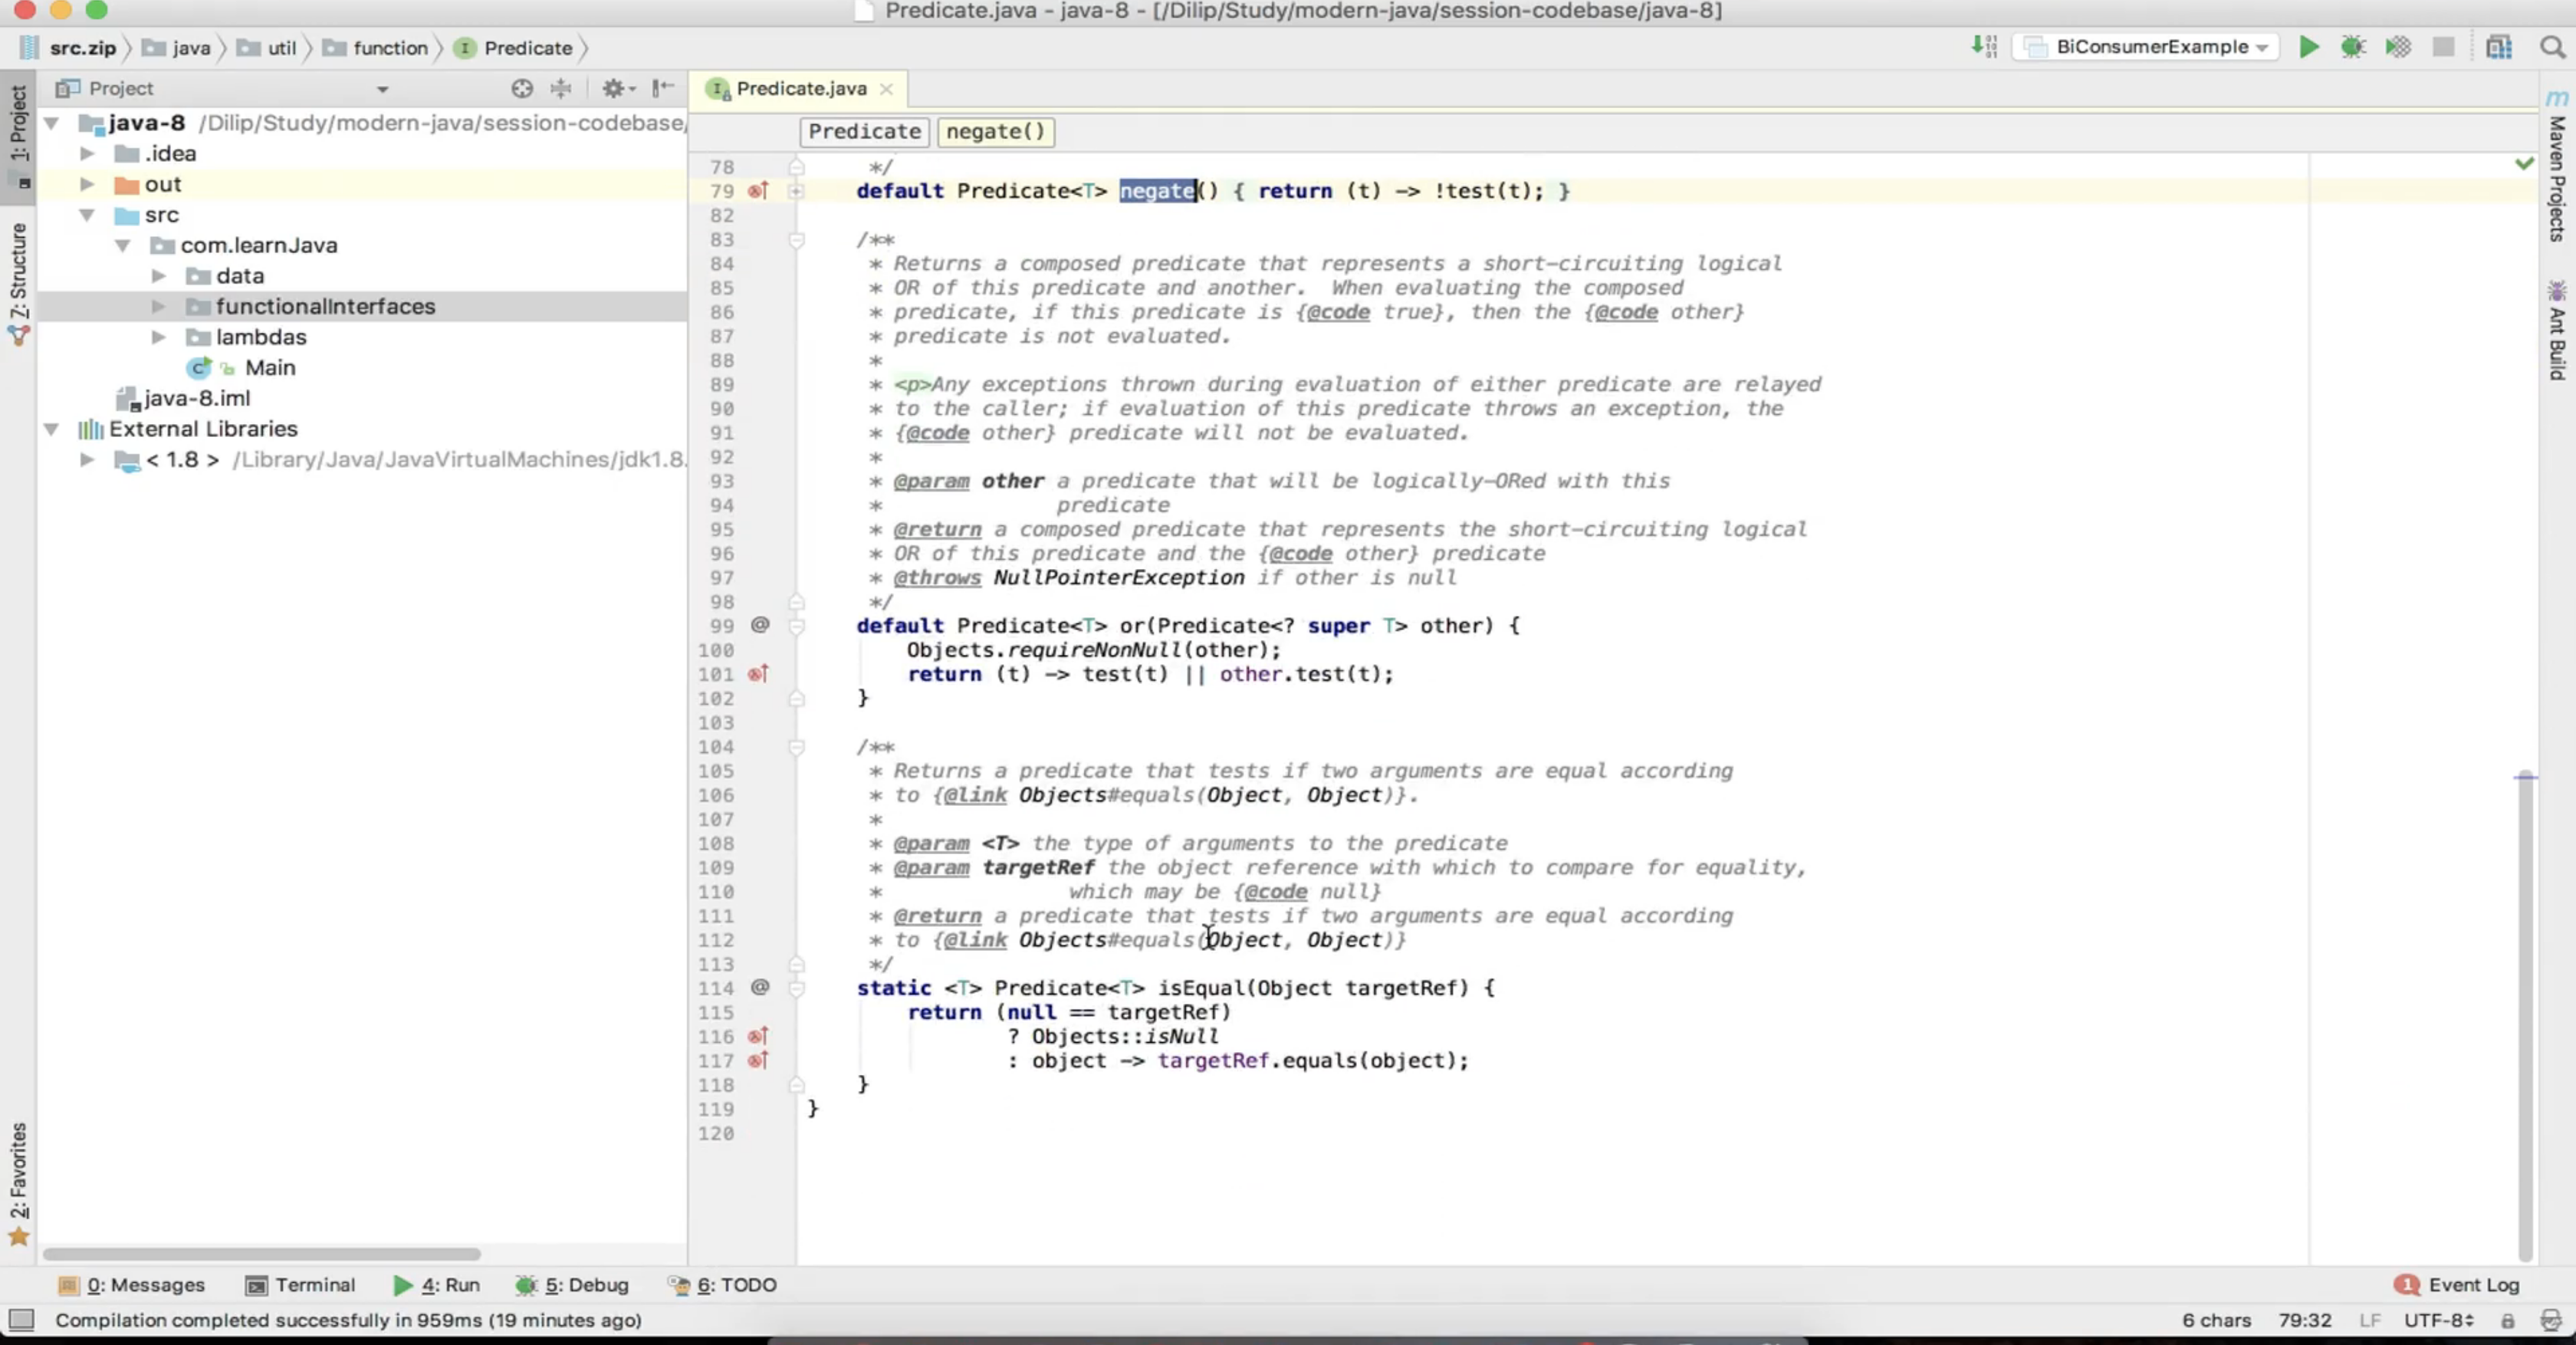 Predicate.java - java-8 - [/Dilip/Study/modern-java/session-codebase/java-8]
src.zip java util function Predicate
BiConsumerExample
Project
Predicate.java
Predicate negate()
1: Project
Z: Structure
2: Favorites
Maven Projects
Ant Build
java-8 /Dilip/Study/modern-java/session-codebase/
.idea
out
src
com.learnJava
data
functionalInterfaces
lambdas
Main
java-8.iml
External Libraries
< 1.8 > /Library/Java/JavaVirtualMachines/jdk1.8.
78 */
79 default Predicate<T> negate() { return (t) -> !test(t); }
82
83 /**
84 * Returns a composed predicate that represents a short-circuiting logical
85 * OR of this predicate and another.  When evaluating the composed
86 * predicate, if this predicate is {@code true}, then the {@code other}
87 * predicate is not evaluated.
88 *
89 * <p>Any exceptions thrown during evaluation of either predicate are relayed
90 * to the caller; if evaluation of this predicate throws an exception, the
91 * {@code other} predicate will not be evaluated.
92 *
93 * @param other a predicate that will be logically-ORed with this
94 * predicate
95 * @return a composed predicate that represents the short-circuiting logical
96 * OR of this predicate and the {@code other} predicate
97 * @throws NullPointerException if other is null
98 */
99 @ default Predicate<T> or(Predicate<? super T> other) {
100 Objects.requireNonNull(other);
101 return (t) -> test(t) || other.test(t);
102 }
103
104 /**
105 * Returns a predicate that tests if two arguments are equal according
106 * to {@link Objects#equals(Object, Object)}.
107 *
108 * @param <T> the type of arguments to the predicate
109 * @param targetRef the object reference with which to compare for equality,
110 * which may be {@code null}
111 * @return a predicate that tests if two arguments are equal according
112 * to {@link Objects#equals(Object, Object)}
113 */
114 @ static <T> Predicate<T> isEqual(Object targetRef) {
115 return (null == targetRef)
116 ? Objects::isNull
117 : object -> targetRef.equals(object);
118 }
119 }
120
0: Messages Terminal 4: Run 5: Debug 6: TODO 1 Event Log
Compilation completed successfully in 959ms (19 minutes ago) 6 chars 79:32 LF UTF-8